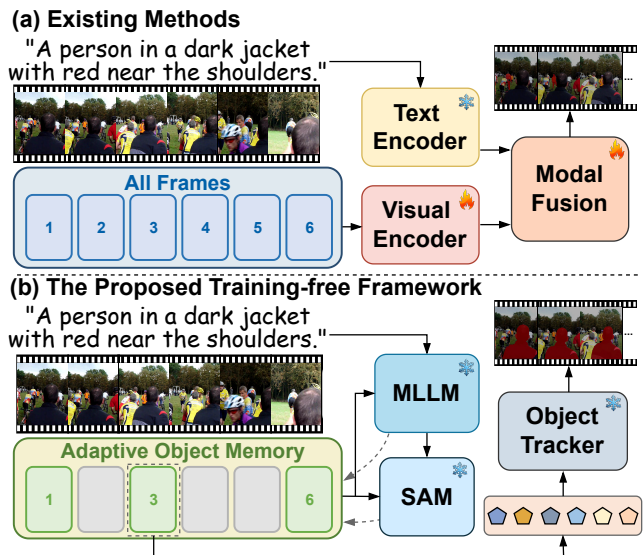 (a) Existing Methods
"A person in a dark jacket
with red near the shoulders."
Text
Encoder
...
All Frames
1 2 3 4 5 6
Visual
Encoder
Modal
Fusion
(b) The Proposed Training-free Framework
"A person in a dark jacket
with red near the shoulders."
...
MLLM
Adaptive Object Memory
1 3 6
SAM
Object
Tracker